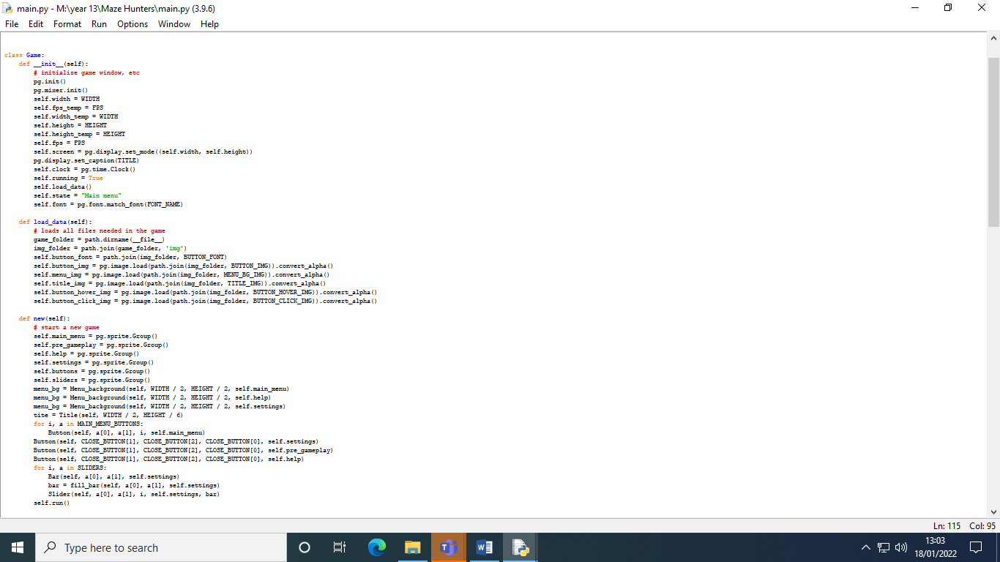 main.py - M:\year 13\Maze Hunters\main.py (3.9.6)
File Edit Format Run Options Window Help
class Game:
    def __init__(self):
        # initialize game window, etc
        pg.init()
        pg.mixer.init()
        self.width = WIDTH
        self.fps_temp = FPS
        self.width_temp = WIDTH
        self.height = HEIGHT
        self.height_temp = HEIGHT
        self.fps = FPS
        self.screen = pg.display.set_mode((self.width, self.height))
        pg.display.set_caption(TITLE)
        self.clock = pg.time.Clock()
        self.running = True
        self.load_data()
        self.state = "Main menu"
        self.font = pg.font.match_font(FONT_NAME)
    def load_data(self):
        # loads all files needed in the game
        game_folder = path.dirname(__file__)
        img_folder = path.join(game_folder, 'img')
        self.button_font = path.join(img_folder, BUTTON_FONT)
        self.button_img = pg.image.load(path.join(img_folder, BUTTON_IMG)).convert_alpha()
        self.menu_img = pg.image.load(path.join(img_folder, MENU_BG_IMG)).convert_alpha()
        self.title_img = pg.image.load(path.join(img_folder, TITLE_IMG)).convert_alpha()
        self.button_hover_img = pg.image.load(path.join(img_folder, BUTTON_HOVER_IMG)).convert_alpha()
        self.button_click_img = pg.image.load(path.join(img_folder, BUTTON_CLICK_IMG)).convert_alpha()
    def new(self):
        # start a new game
        self.main_menu = pg.sprite.Group()
        self.pre_gameplay = pg.sprite.Group()
        self.help = pg.sprite.Group()
        self.settings = pg.sprite.Group()
        self.buttons = pg.sprite.Group()
        self.sliders = pg.sprite.Group()
        menu_bg = Menu_background(self, WIDTH / 2, HEIGHT / 2, self.main_menu)
        menu_bg = Menu_background(self, WIDTH / 2, HEIGHT / 2, self.help)
        menu_bg = Menu_background(self, WIDTH / 2, HEIGHT / 2, self.settings)
        tite = Title(self, WIDTH / 2, HEIGHT / 6)
        for i, a in MAIN_MENU_BUTTONS:
            Button(self, a[0], a[1], i, self.main_menu)
        Button(self, CLOSE_BUTTON[1], CLOSE_BUTTON[2], CLOSE_BUTTON[0], self.settings)
        Button(self, CLOSE_BUTTON[1], CLOSE_BUTTON[2], CLOSE_BUTTON[0], self.pre_gameplay)
        Button(self, CLOSE_BUTTON[1], CLOSE_BUTTON[2], CLOSE_BUTTON[0], self.help)
        for i, a in SLIDERS:
            Bar(self, a[0], a[1], self.settings)
            bar = fill_bar(self, a[0], a[1], self.settings)
            Slider(self, a[0], a[1], i, self.settings, bar)
        self.run()
Ln: 115 Col: 95
Type here to search
13:03
18/01/2022